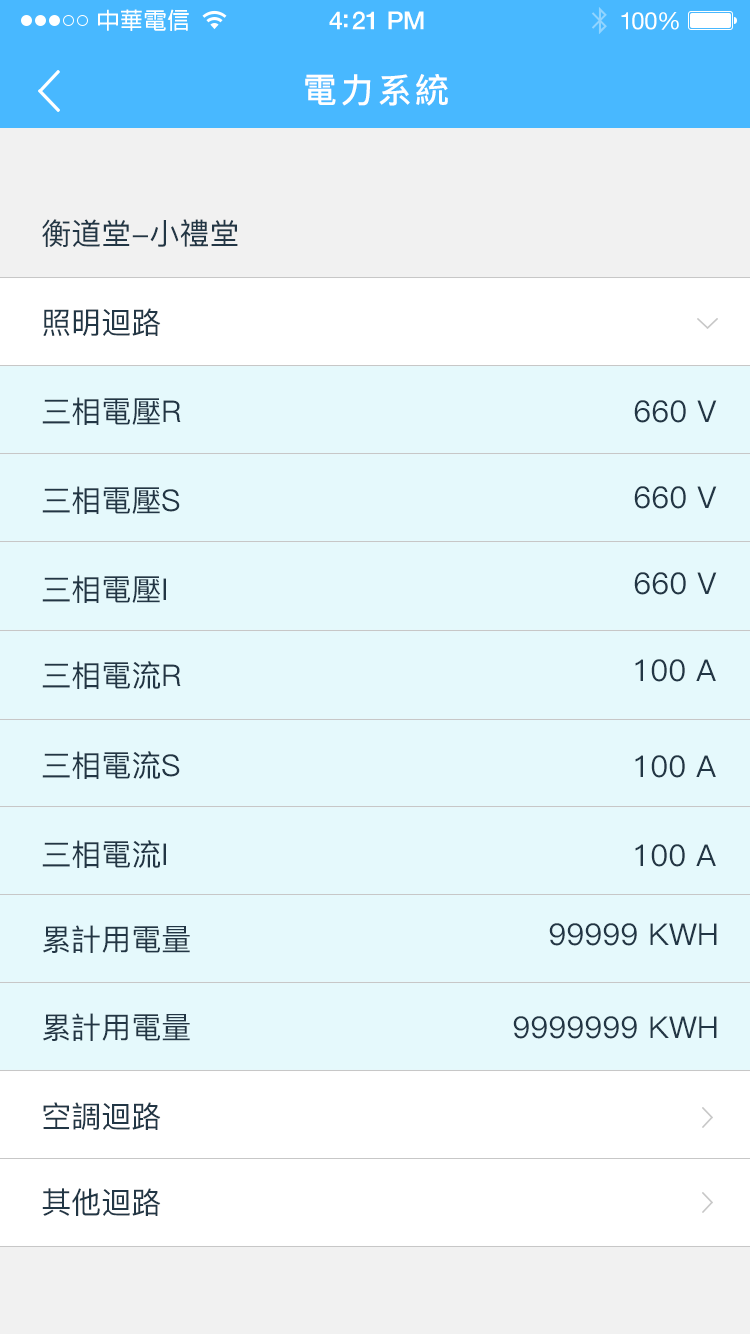 中華電信 4:21 PM 100%
電力系統
衡道堂–小禮堂
照明迴路
三相電壓R 660 V
三相電壓S 660 V
三相電壓I 660 V
三相電流R 100 A
三相電流S 100 A
三相電流I 100 A
累計用電量 99999 KWH
累計用電量 9999999 KWH
空調迴路
其他迴路